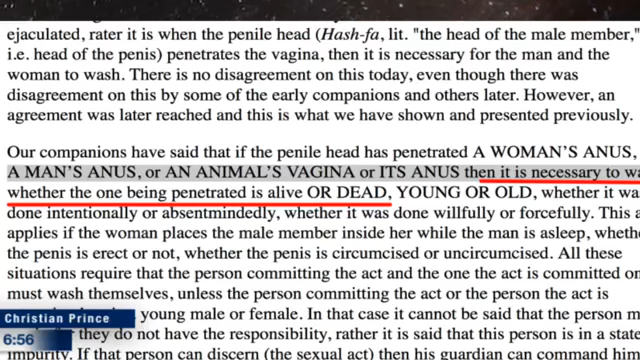 ejaculated, rater it is when the penile head (Hash-fa, lit. "the head of the male member,"
i.e. head of the penis) penetrates the vagina, then it is necessary for the man and the
woman to wash. There is no disagreement on this today, even though there was
disagreement on this by some of the early companions and others later. However, an
agreement was later reached and this is what we have shown and presented previously.
Our companions have said that if the penile head has penetrated A WOMAN'S ANUS,
A MAN'S ANUS, or AN ANIMAL'S VAGINA or ITS ANUS then it is necessary to wa
whether the one being penetrated is alive OR DEAD, YOUNG OR OLD, whether it wa
done intentionally or absentmindedly, whether it was done willfully or forcefully. This a
applies if the woman places the male member inside her while the man is asleep, wheth
the penis is erect or not, whether the penis is circumcised or uncircumcised. All these
situations require that the person committing the act and the one the act is committed o
must wash themselves, unless the person committing the act or the person the act is
young male or female. In that case it cannot be said that the person m
Christian Prince
they do not have the responsibility, rather it is said that this person is in a state
6:56
impurity. If that person can discern (the sexual act) then his guardian can command him